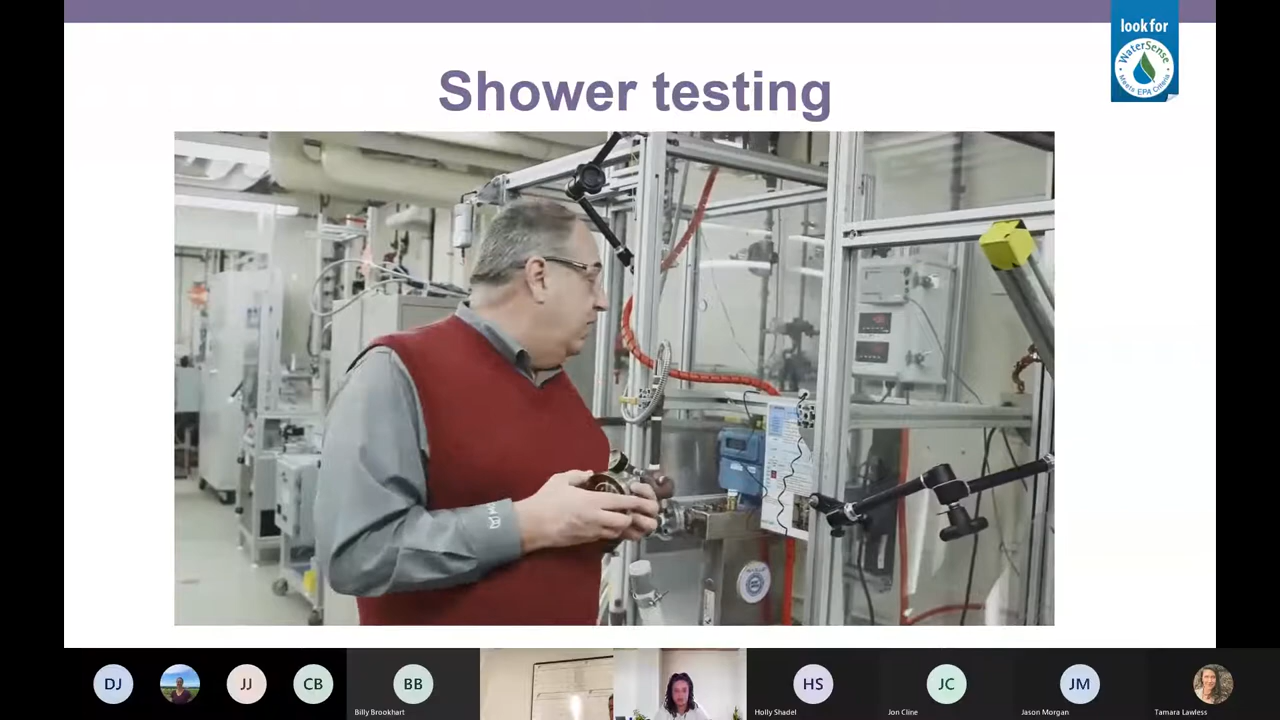 look for
WaterSense
Meets EPA Criteria
Shower testing
DJ
JJ
CB
BB
HS
JC
JM
Billy Brookhart
Holly Shadel
Jon Cline
Jason Morgan
Tamara Lawless